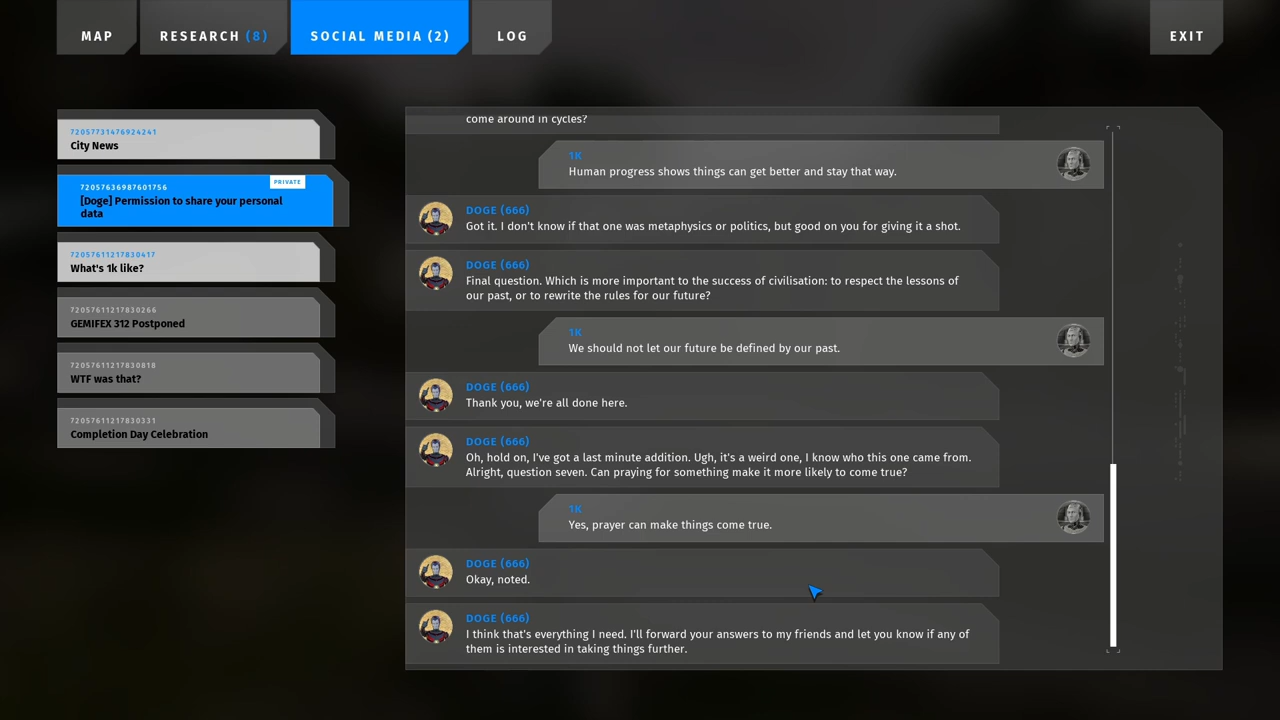 MAP
RESEARCH (8)
SOCIAL MEDIA (2)
LOG
EXIT
72057731476924241
City News
72057636987601756
PRIVATE
[Doge] Permission to share your personal
data
72057611217830417
What's 1k like?
72057611217830266
GEMIFEX 312 Postponed
72057611217830818
WTF was that?
72057611217830331
Completion Day Celebration
come around in cycles?
1K
Human progress shows things can get better and stay that way.
DOGE (666)
Got it. I don't know if that one was metaphysics or politics, but good on you for giving it a shot.
DOGE (666)
Final question. Which is more important to the success of civilisation: to respect the lessons of
our past, or to rewrite the rules for our future?
1K
We should not let our future be defined by our past.
DOGE (666)
Thank you, we're all done here.
DOGE (666)
Oh, hold on, I've got a last minute addition. Ugh, it's a weird one, I know who this one came from.
Alright, question seven. Can praying for something make it more likely to come true?
1K
Yes, prayer can make things come true.
DOGE (666)
Okay, noted.
DOGE (666)
I think that's everything I need. I'll forward your answers to my friends and let you know if any of
them is interested in taking things further.